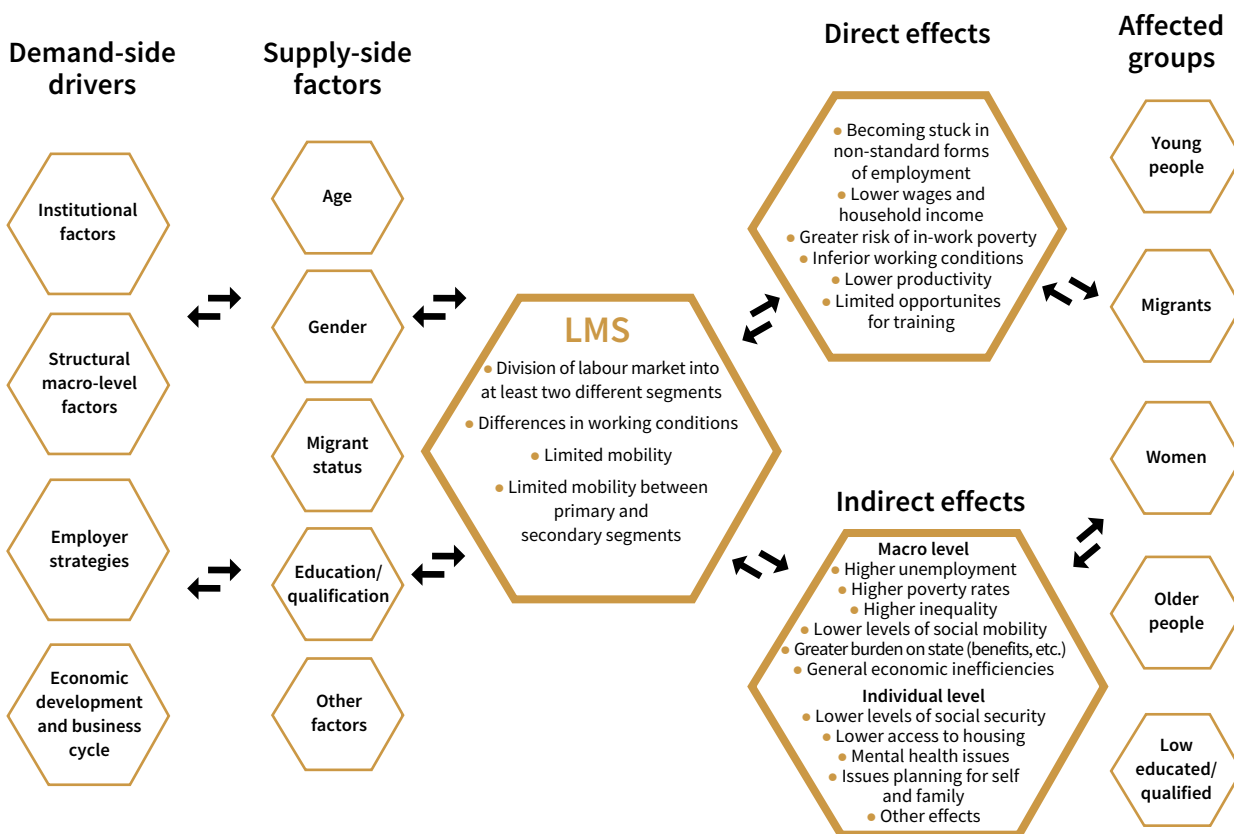 Demand-side
drivers
Institutional
factors
Structural
macro-level
factors
Employer
strategies
Economic
development
and business
cycle
Supply-side
factors
Age
Gender
Migrant
status
Education/
qualification
Other
factors
LMS
● Division of labour market into
at least two different segments
● Differences in working conditions
● Limited mobility
● Limited mobility between
primary and
secondary segments
Direct effects
● Becoming stuck in
non-standard forms
of employment
● Lower wages and
household income
● Greater risk of in-work poverty
● Inferior working conditions
● Lower productivity
● Limited opportunites
for training
Indirect effects
Macro level
● Higher unemployment
● Higher poverty rates
● Higher inequality
● Lower levels of social mobility
● Greater burden on state (benefits, etc.)
● General economic inefficiencies
Individual level
● Lower levels of social security
● Lower access to housing
● Mental health issues
● Issues planning for self
and family
● Other effects
Affected
groups
Young
people
Migrants
Women
Older
people
Low
educated/
qualified